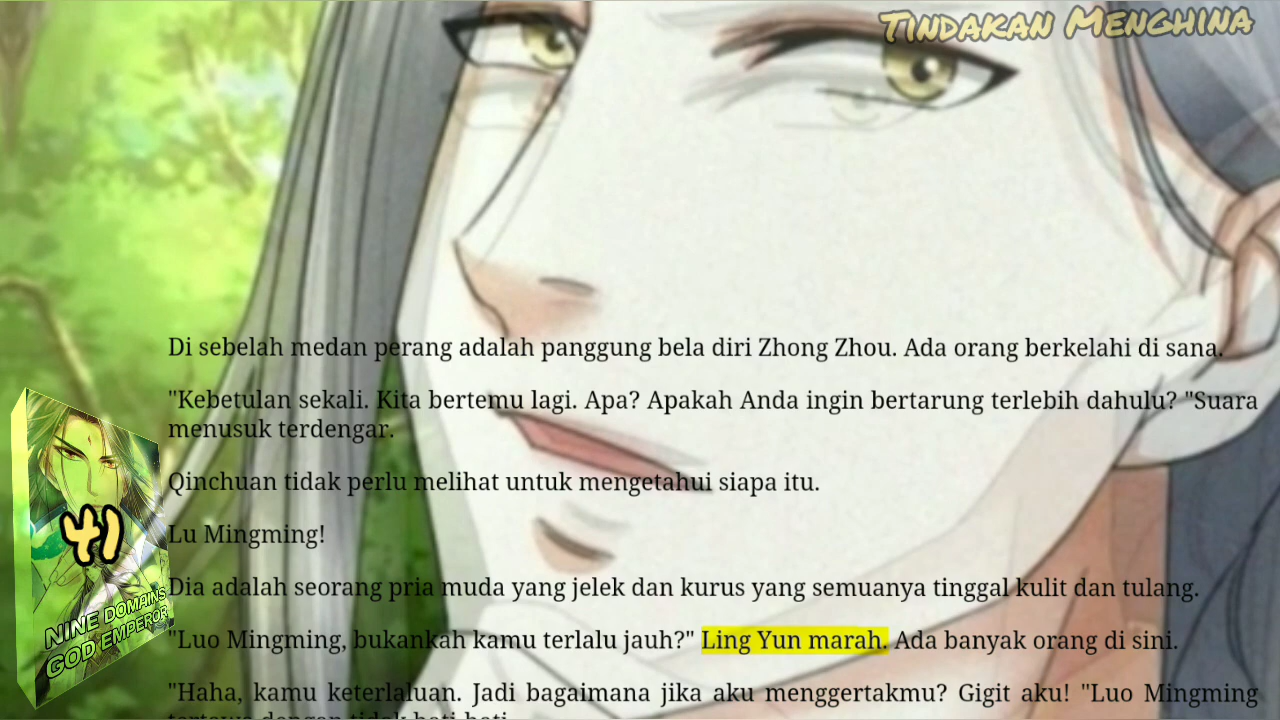 Tindakan Menghina
Di sebelah medan perang adalah panggung bela diri Zhong Zhou. Ada orang berkelahi di sana.
"Kebetulan sekali. Kita bertemu lagi. Apa? Apakah Anda ingin bertarung terlebih dahulu? "Suara
menusuk terdengar.
Qinchuan tidak perlu melihat untuk mengetahui siapa itu.
Lu Mingming!
Dia adalah seorang pria muda yang jelek dan kurus yang semuanya tinggal kulit dan tulang.
"Luo Mingming, bukankah kamu terlalu jauh?" Ling Yun marah. Ada banyak orang di sini.
"Haha, kamu keterlaluan. Jadi bagaimana jika aku menggertakmu? Gigit aku! "Luo Mingming
41
NINE DOMAINS
GOD EMPEROR